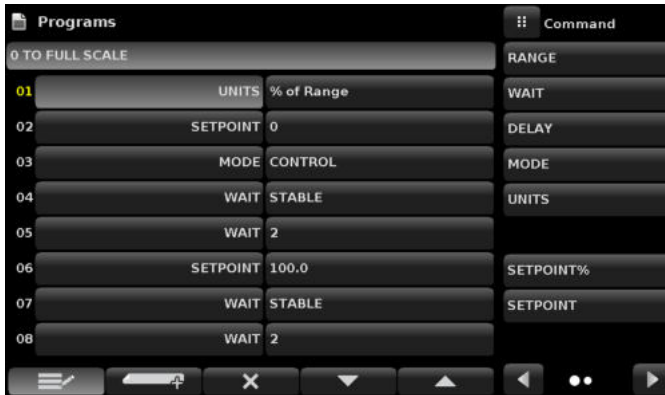 Programs
0 TO FULL SCALE
01 UNITS % of Range
02 SETPOINT 0
03 MODE CONTROL
04 WAIT STABLE
05 WAIT 2
06 SETPOINT 100.0
07 WAIT STABLE
08 WAIT 2
Command
RANGE
WAIT
DELAY
MODE
UNITS
SETPOINT%
SETPOINT